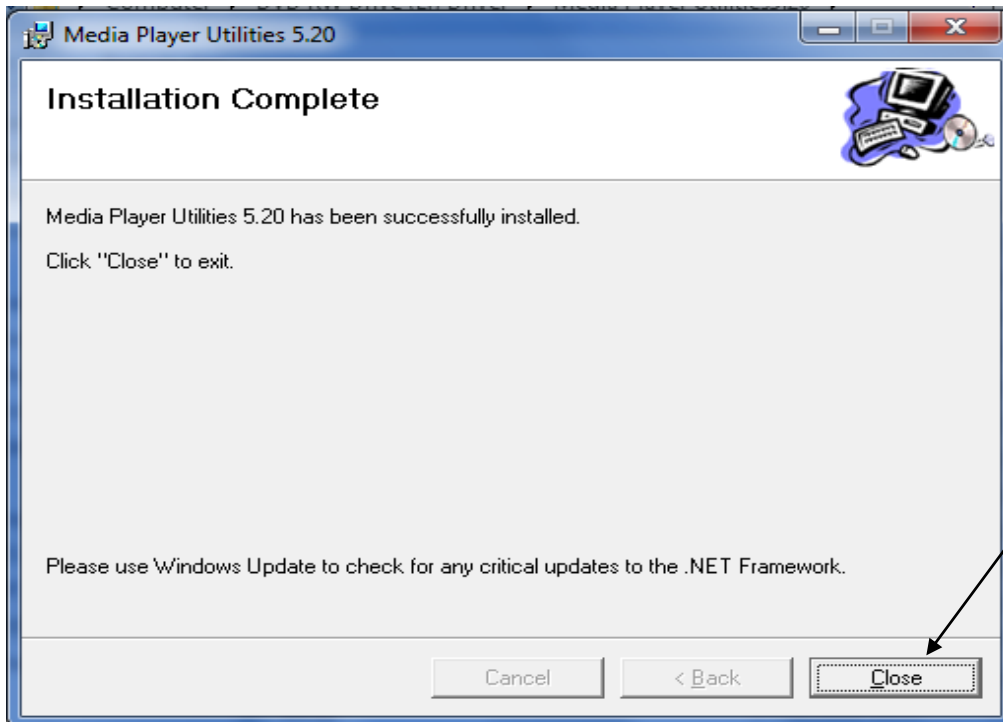 Media Player Utilities 5.20
Installation Complete
Media Player Utilities 5.20 has been successfully installed.
Click "Close" to exit.
Please use Windows Update to check for any critical updates to the .NET Framework.
Cancel
< Back
Close